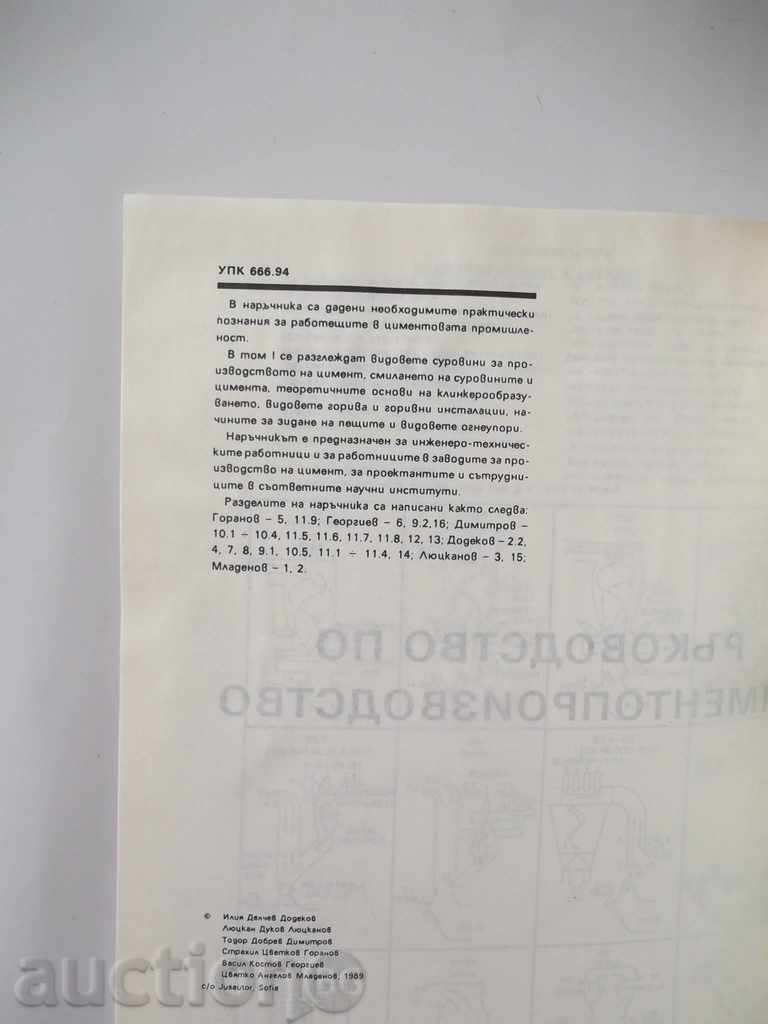 УПК 666.94
В наръчника са дадени необходимите практически
познания за работещите в циментовата промишле-
ност.
В том I се разглеждат видовете суровини за про-
изводството на цимент, смилането на суровините и
цимента, теоретичните основи на клинкерообразу-
ването, видовете горива и горивни инсталации, на-
чините за зидане на пещите и видовете огнеупори.
Наръчникът е предназначен за инженеро-техничес-
ките работници и за работниците в заводите за про-
изводство на цимент, за проектантите и сътрудни-
ците в съответните научни институти.
Разделите на наръчника са написани както следва:
Горанов – 5, 11.9; Георгиев – 6, 9.2,16; Димитров –
10.1 ÷ 10.4, 11.5, 11.6, 11.7, 11.8, 12, 13; Додеков – 2.2,
4, 7, 8, 9.1, 10.5, 11.1 ÷ 11.4, 14; Люцканов – 3, 15;
Младенов – 1, 2.
РЪКОВОДСТВО ПО
ИМЕНТОПРОИЗВОДСТВО
© Илия Делчев Додеков
Люцкан Дуков Люцканов
Тодор Добрев Димитров
Страхил Цветков Горанов
Васил Костов Георгиев
Цвятко Ангелов Младенов, 1989
c/o Jusautor, Sofia
auction